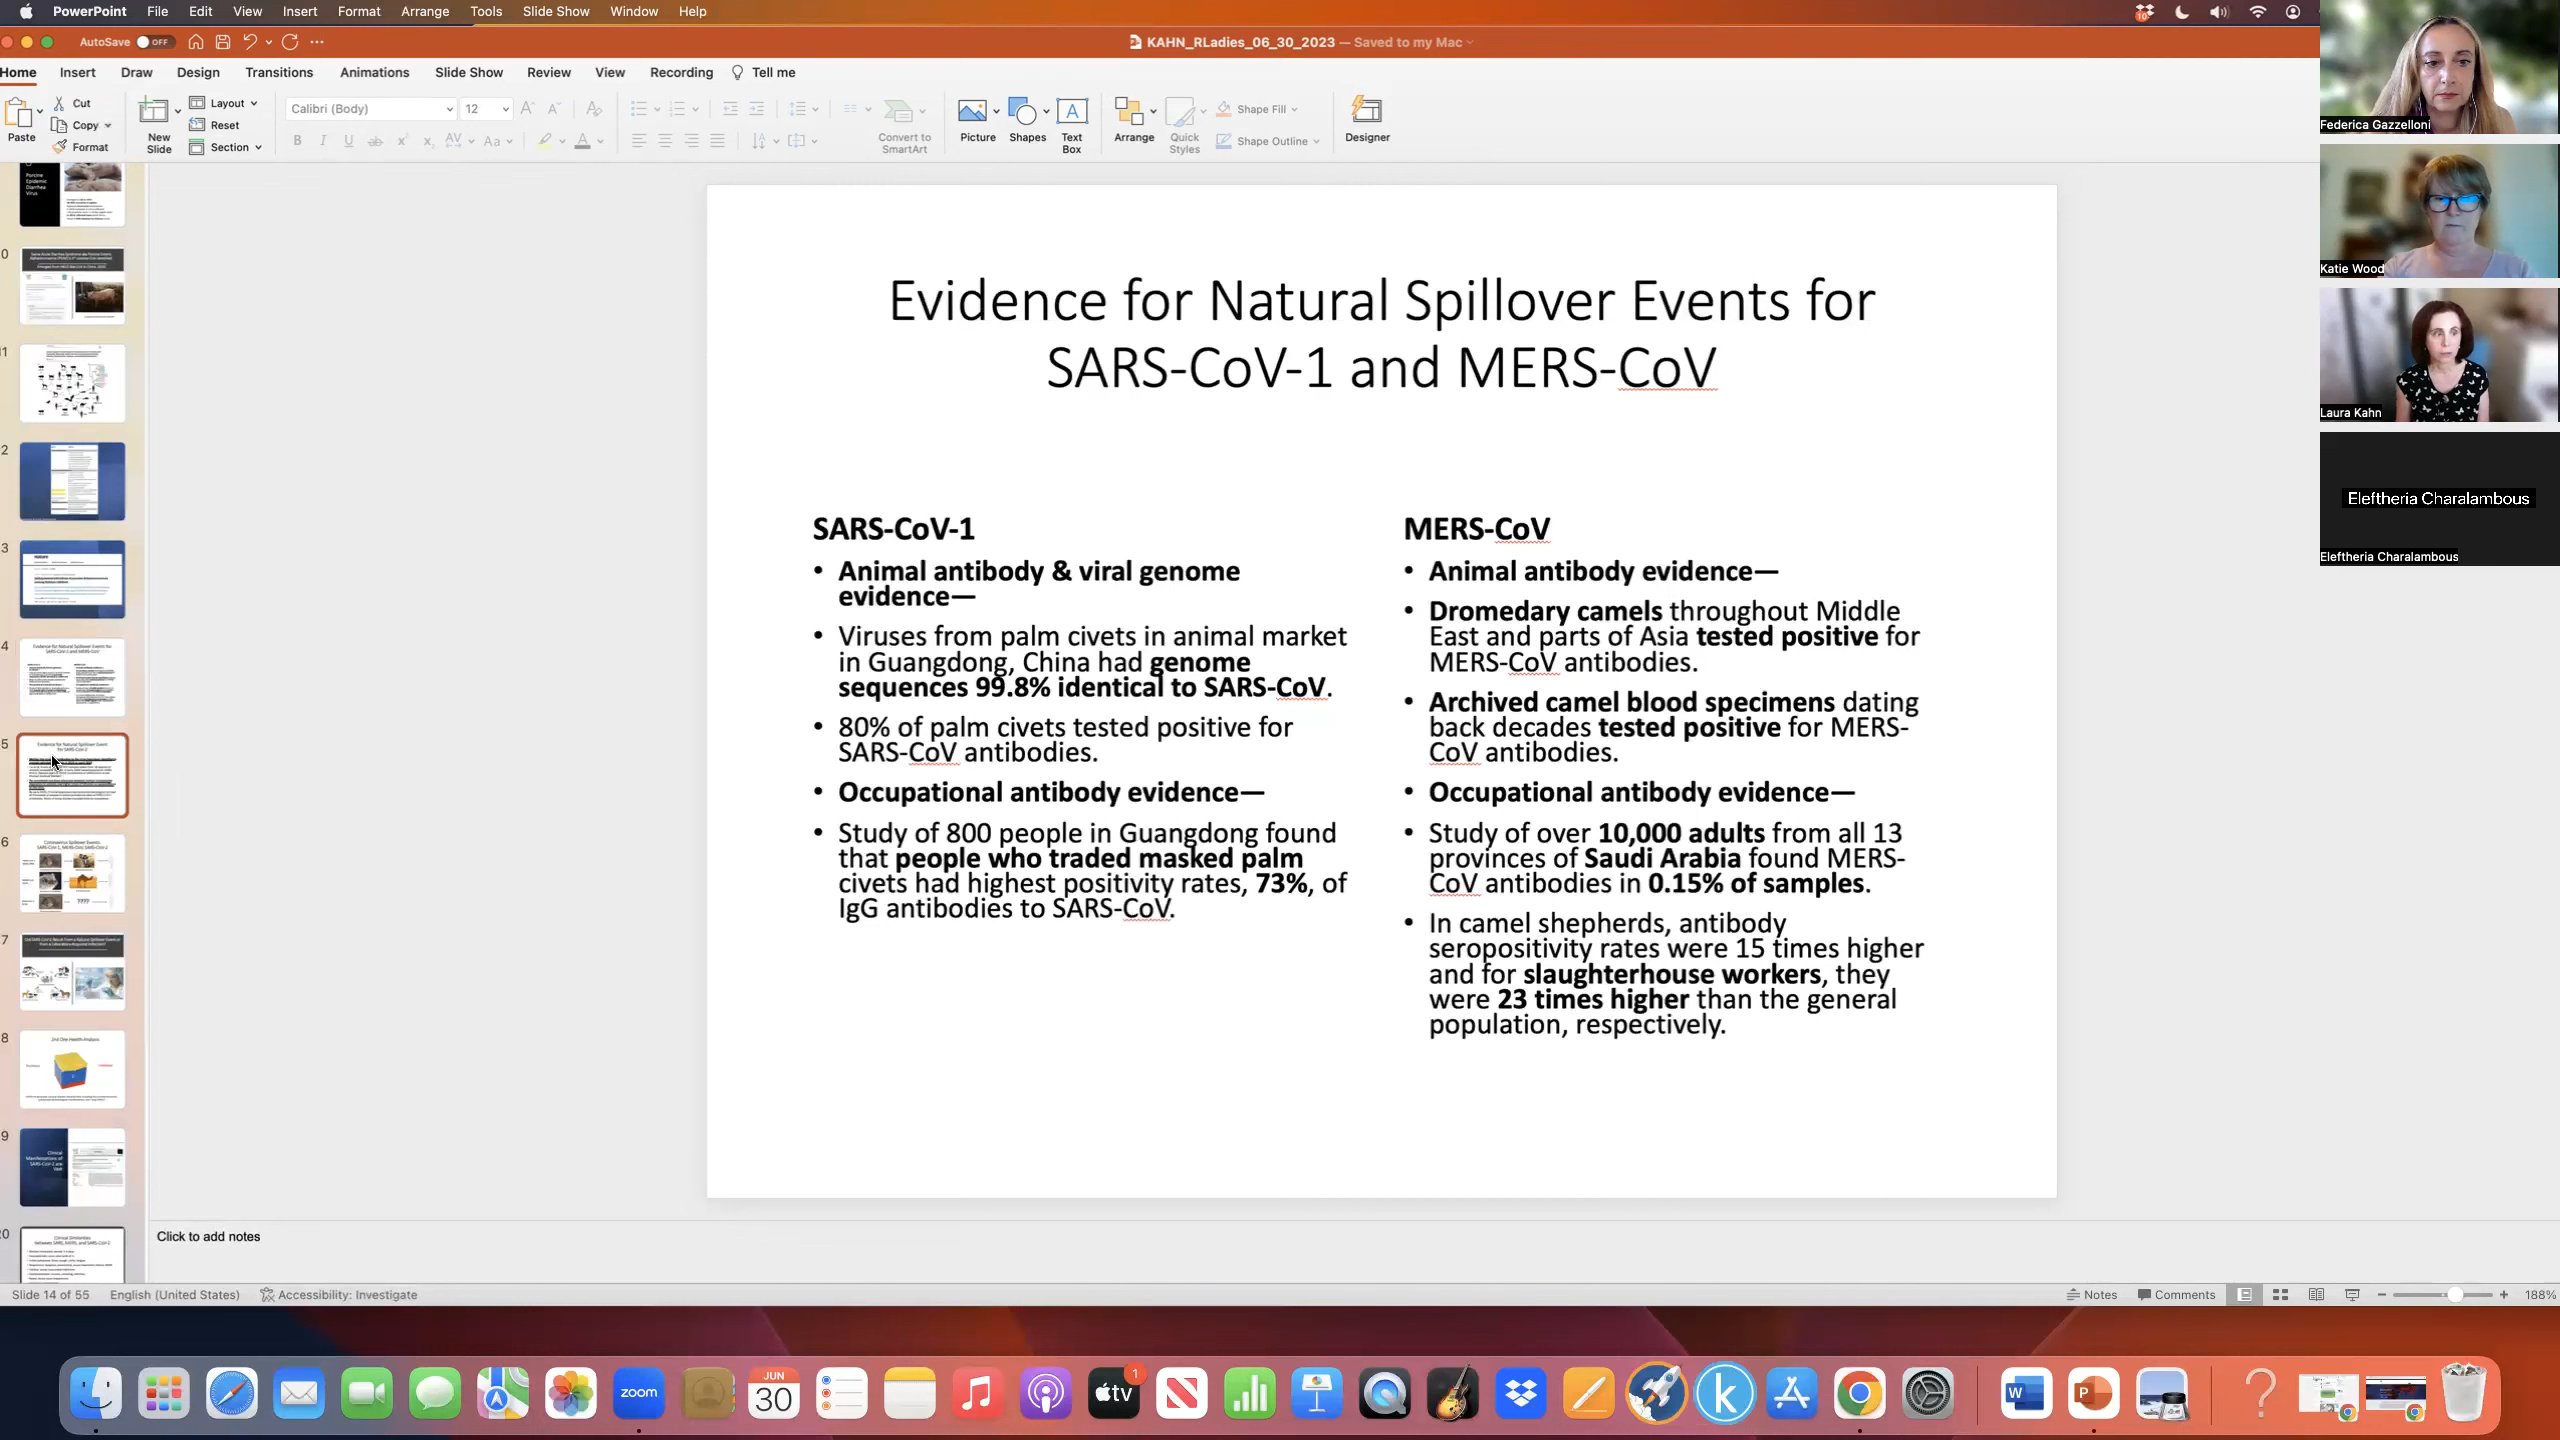 PowerPoint File Edit View Insert Format Arrange Tools Slide Show Window Help
AutoSave OFF
KAHN_RLadies_06_30_2023 — Saved to my Mac
Home Insert Draw Design Transitions Animations Slide Show Review View Recording Tell me
Paste
Cut
Copy
Format
New Slide
Layout
Reset
Section
Calibri (Body) 12
Convert to SmartArt
Picture
Shapes
Text Box
Arrange
Quick Styles
Shape Fill
Shape Outline
Designer
Federica Gazzelloni
Katie Wood
Laura Kahn
Eleftheria Charalambous
Eleftheria Charalambous
Evidence for Natural Spillover Events for
SARS-CoV-1 and MERS-CoV
SARS-CoV-1
• Animal antibody & viral genome
evidence—
• Viruses from palm civets in animal market
in Guangdong, China had genome
sequences 99.8% identical to SARS-CoV.
• 80% of palm civets tested positive for
SARS-CoV antibodies.
• Occupational antibody evidence—
• Study of 800 people in Guangdong found
that people who traded masked palm
civets had highest positivity rates, 73%, of
IgG antibodies to SARS-CoV.
MERS-CoV
• Animal antibody evidence—
• Dromedary camels throughout Middle
East and parts of Asia tested positive for
MERS-CoV antibodies.
• Archived camel blood specimens dating
back decades tested positive for MERS-
CoV antibodies.
• Occupational antibody evidence—
• Study of over 10,000 adults from all 13
provinces of Saudi Arabia found MERS-
CoV antibodies in 0.15% of samples.
• In camel shepherds, antibody
seropositivity rates were 15 times higher
and for slaughterhouse workers, they
were 23 times higher than the general
population, respectively.
Click to add notes
Slide 14 of 55 English (United States) Accessibility: Investigate
Notes Comments 188%
zoom
JUN
30
tv
1